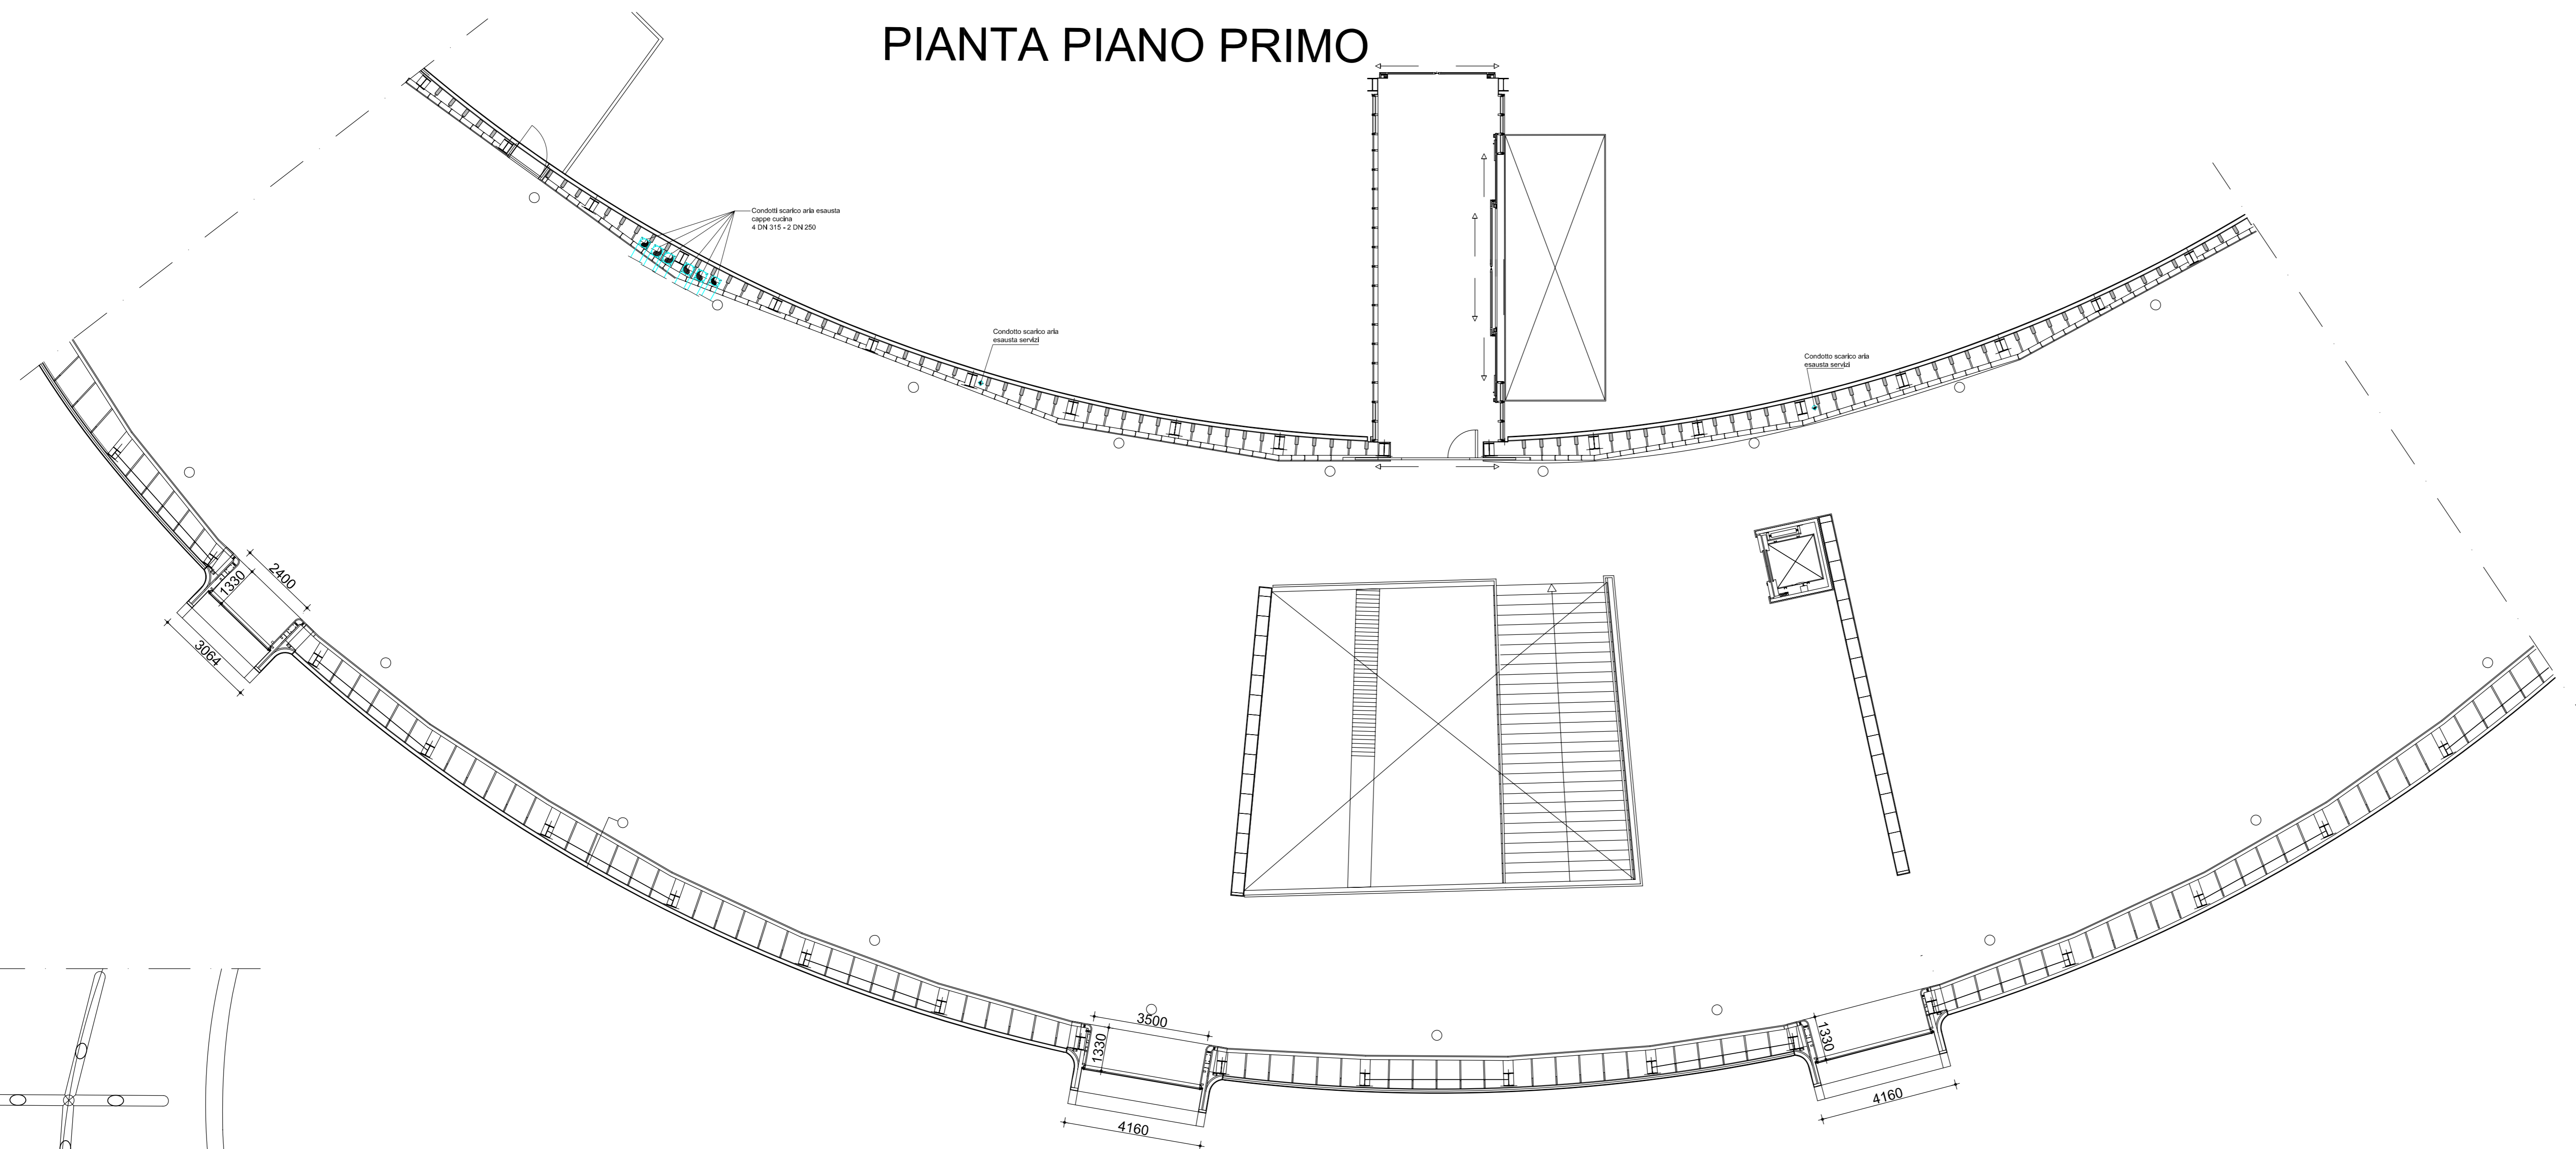 PIANTA PIANO PRIMO
Condotti scarico aria esausta
cappe cucina
4 DN 315 - 2 DN 250
Condotto scarico aria
esausta servizi
Condotto scarico aria
esausta servizi
2400
1330
3064
3500
1330
4160
1330
4160